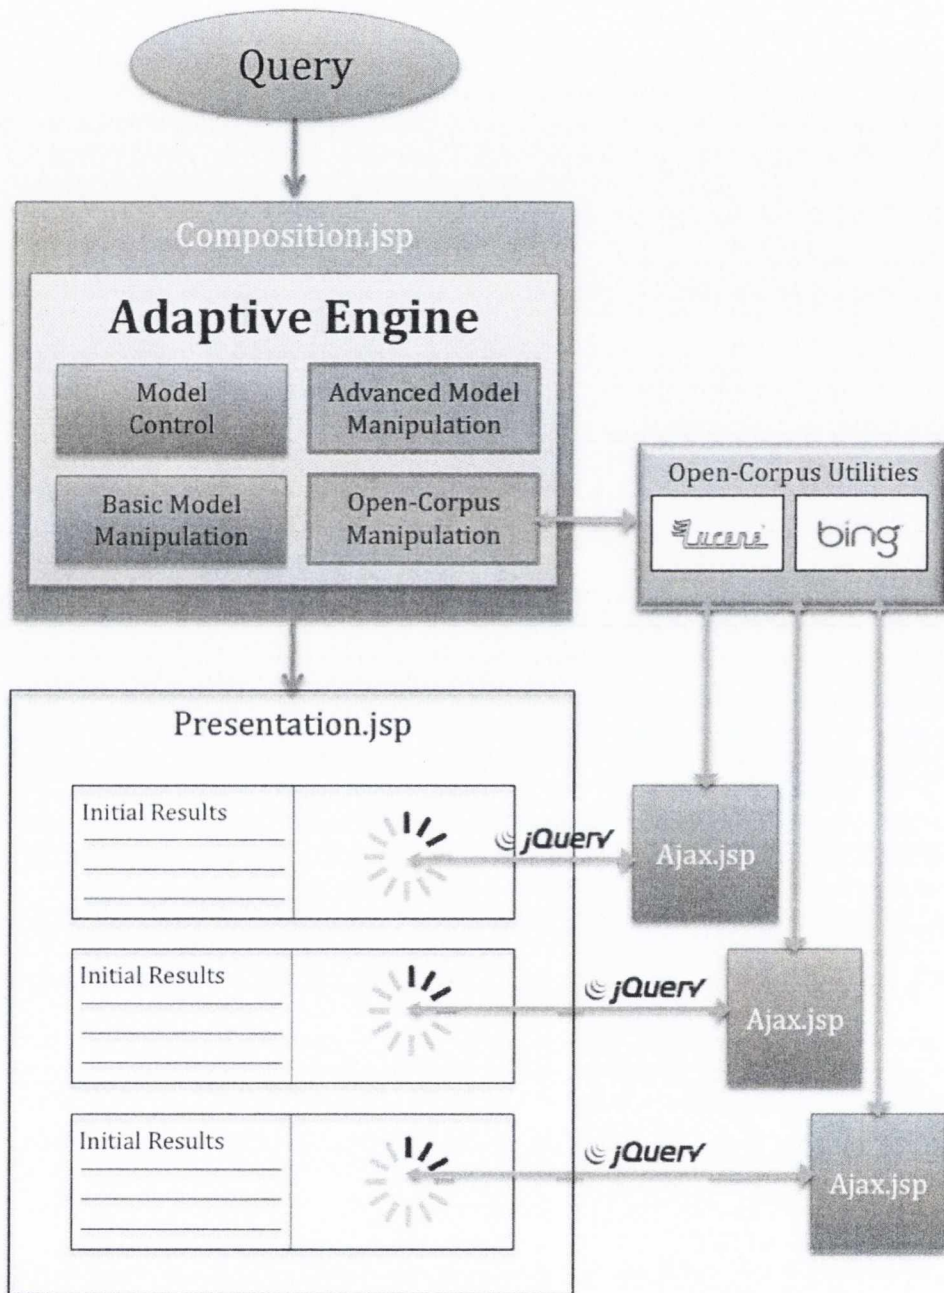 Query
Composition.jsp
Adaptive Engine
Model
Control
Advanced Model
Manipulation
Basic Model
Manipulation
Open-Corpus
Manipulation
Open-Corpus Utilities
Lucene
bing
Presentation.jsp
Initial Results
jQuery
Ajax.jsp
Initial Results
jQuery
Ajax.jsp
Initial Results
jQuery
Ajax.jsp